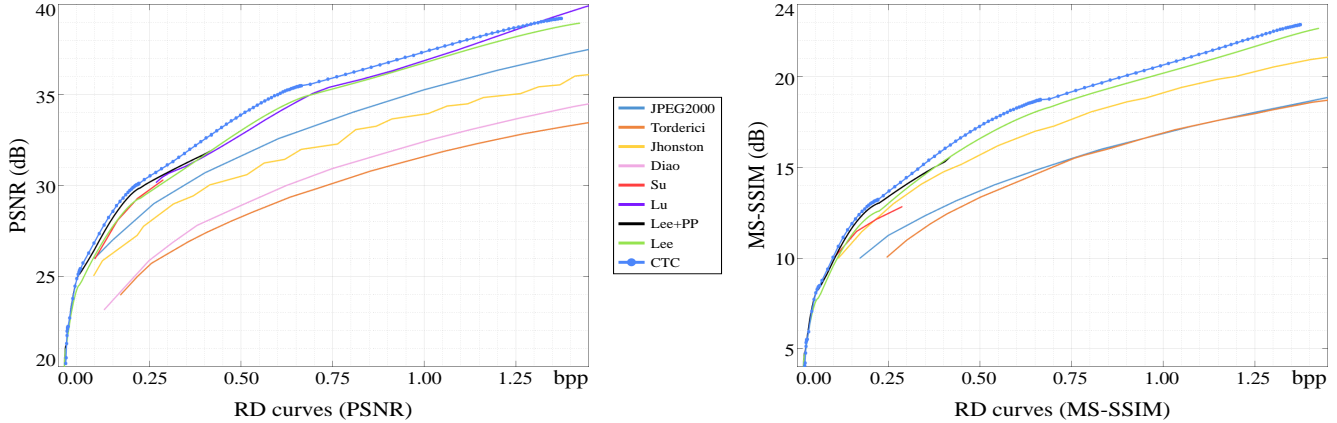 40
35
30
25
20
PSNR (dB)
0.00 0.25 0.50 0.75 1.00 1.25 bpp
RD curves (PSNR)
JPEG2000
Torderici
Jhonston
Diao
Su
Lu
Lee+PP
Lee
CTC
24
20
15
10
5
MS-SSIM (dB)
0.00 0.25 0.50 0.75 1.00 1.25 bpp
RD curves (MS-SSIM)